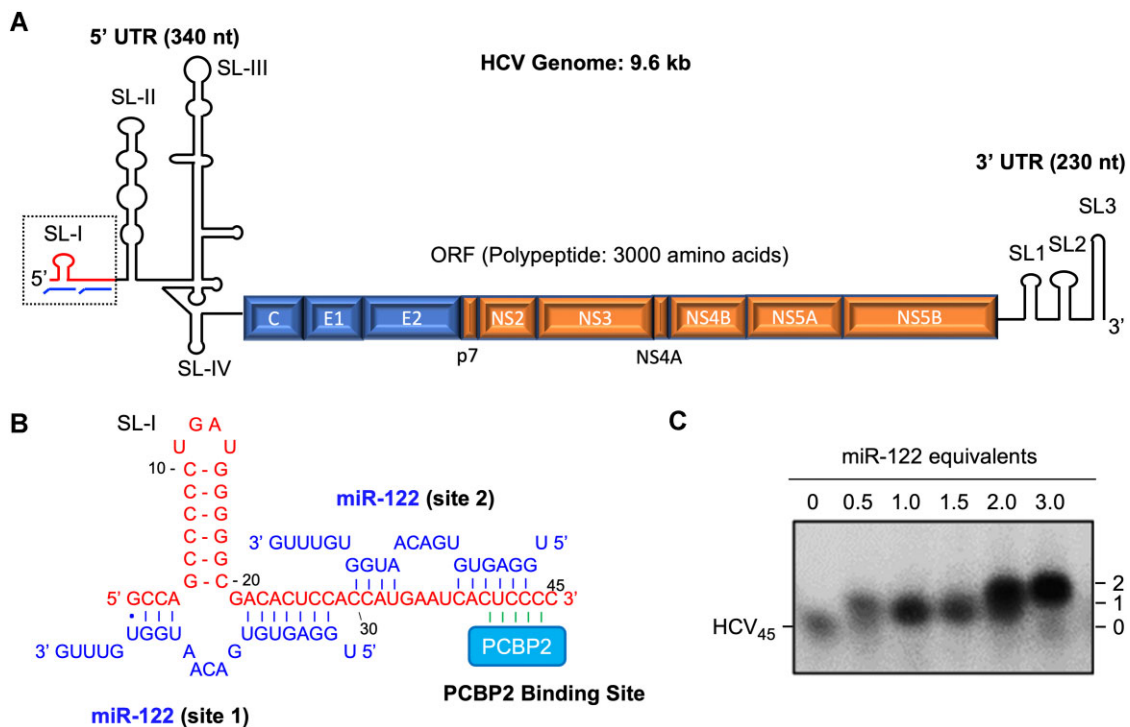 A
5' UTR (340 nt)
HCV Genome: 9.6 kb
SL-III
SL-II
3' UTR (230 nt)
SL3
SL-I
ORF (Polypeptide: 3000 amino acids)
SL1
SL2
5'
C
E1
E2
NS2
NS3
NS4B
NS5A
NS5B
3'
p7
NS4A
SL-IV
B
SL-I
G A
U U
10 - C - G
C - G
C - G
C - G
C - G
G - C - 20
miR-122 (site 2)
3' GUUUGU ACAGU U 5'
GGUA GUGAGG
45
5' GCCA GACACUCCACCAUGAAUCACUCCCC 3'
30
UGGU A G UGUGAGG
3' GUUUG ACA U 5'
PCBP2
PCBP2 Binding Site
miR-122 (site 1)
C
miR-122 equivalents
0 0.5 1.0 1.5 2.0 3.0
2
1
HCV45
0